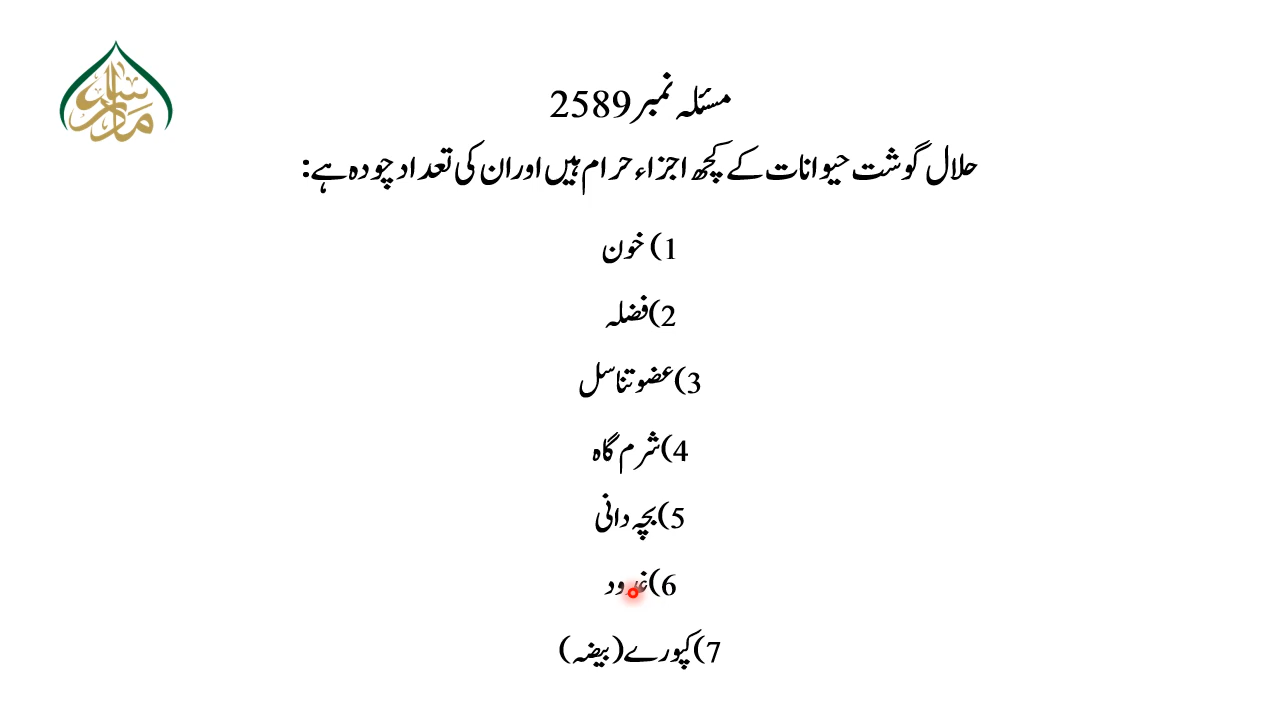 مسئلہ نمبر 2589
حلال گوشت حیوانات کے کچھ اجزاء حرام ہیں اور ان کی تعداد چودہ ہے:
1) خون
2)فضلہ
3)عضو تناسل
4)شرم گاہ
5)بچہ دانی
6)غدود
7)کپورے(بیضہ)